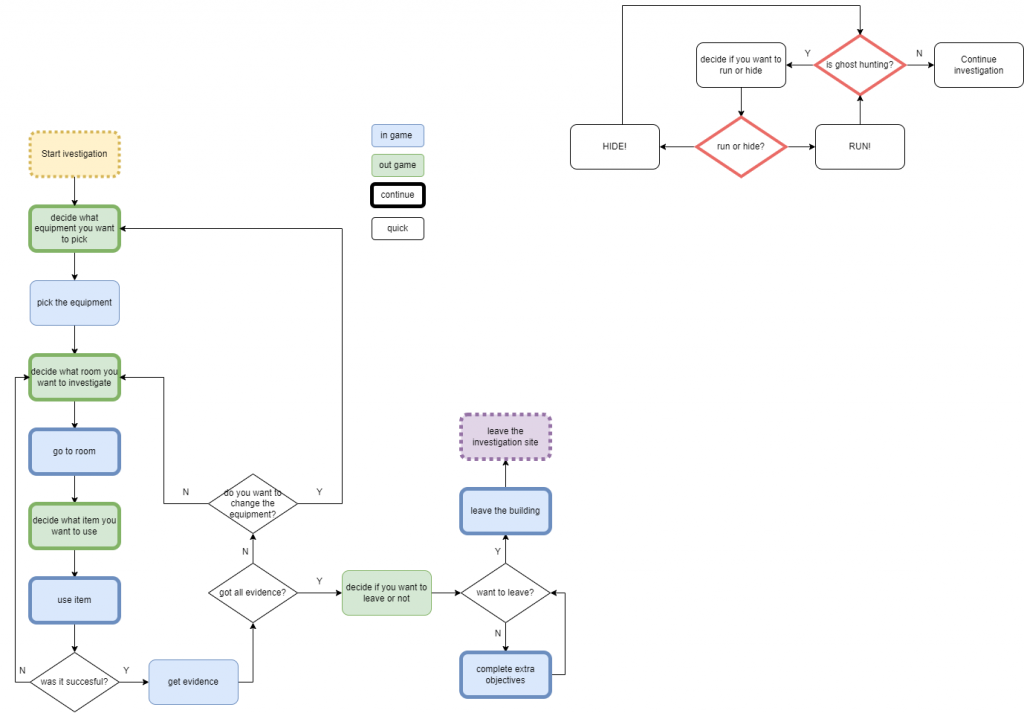 decide if you want to
run or hide
Y
is ghost hunting?
N
Continue
investigation
HIDE!
run or hide?
RUN!
in game
out game
continue
quick
Start ivestigation
decide what
equipment you want
to pick
pick the equipment
decide what room you
want to investigate
go to room
decide what item you
want to use
use item
N
was it succesful?
Y
get evidence
N
do you want to
change the
equipment?
Y
N
got all evidence?
Y
decide if you want to
leave or not
leave the
investigation site
leave the building
Y
want to leave?
N
complete extra
objectives